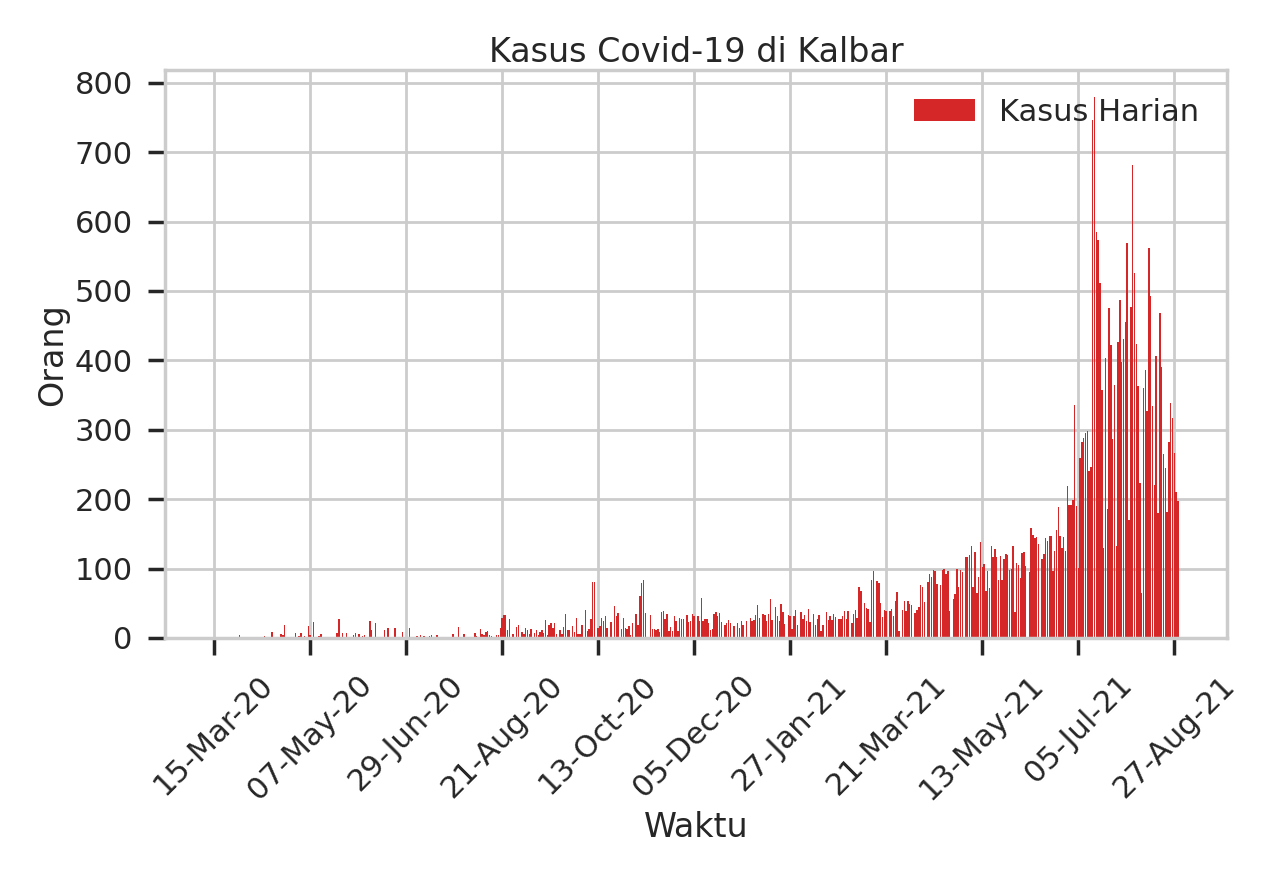 Kasus Covid-19 di Kalbar
Kasus Harian
800
700
600
500
400
300
200
100
0
Orang
15-Mar-20
07-May-20
29-Jun-20
21-Aug-20
13-Oct-20
05-Dec-20
27-Jan-21
21-Mar-21
13-May-21
05-Jul-21
27-Aug-21
Waktu